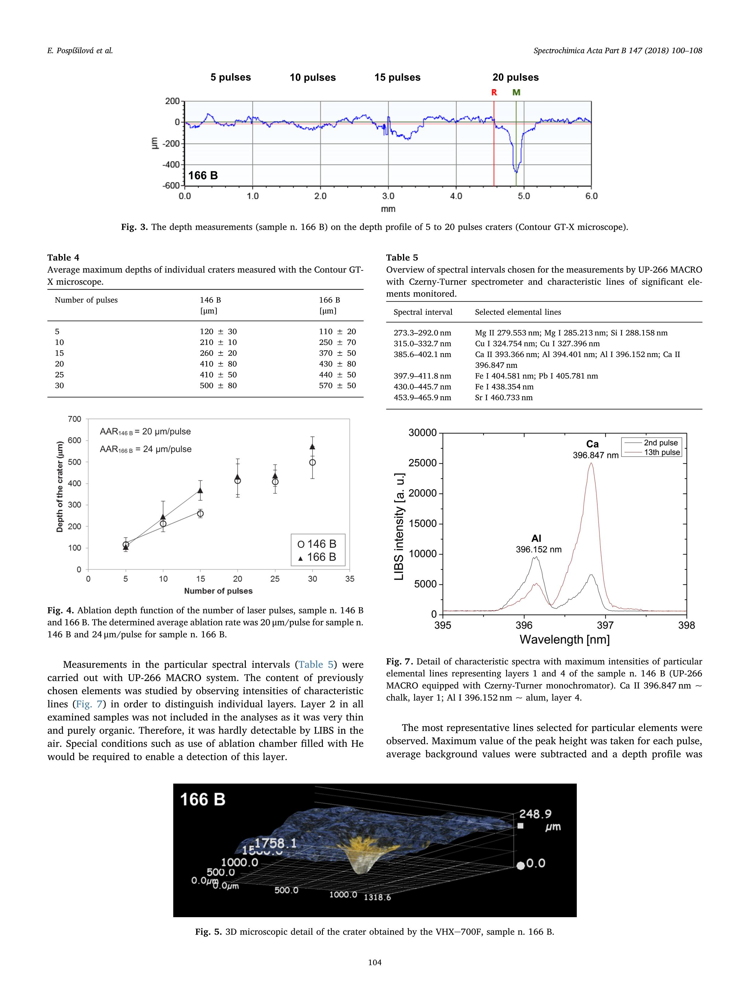 E. Pospíšilová et al.
Spectrochimica Acta Part B 147 (2018) 100–108
5 pulses 10 pulses 15 pulses 20 pulses
R M
200
0
-200
-400
-600
µm
166 B
0.0 1.0 2.0 3.0 4.0 5.0 6.0
mm
Fig. 3. The depth measurements (sample n. 166 B) on the depth profile of 5 to 20 pulses craters (Contour GT-X microscope).
Table 4
Average maximum depths of individual craters measured with the Contour GT-
X microscope.
Number of pulses 146 B 166 B
[µm] [µm]
5 120 ± 30 110 ± 20
10 210 ± 10 250 ± 70
15 260 ± 20 370 ± 50
20 410 ± 80 430 ± 80
25 410 ± 50 440 ± 50
30 500 ± 80 570 ± 50
700
600
500
400
300
200
100
0
Depth of the crater (µm)
AAR146 B = 20 µm/pulse
AAR166 B = 24 µm/pulse
146 B
166 B
0 5 10 15 20 25 30 35
Number of pulses
Fig. 4. Ablation depth function of the number of laser pulses, sample n. 146 B
and 166 B. The determined average ablation rate was 20 µm/pulse for sample n.
146 B and 24 µm/pulse for sample n. 166 B.
Measurements in the particular spectral intervals (Table 5) were
carried out with UP-266 MACRO system. The content of previously
chosen elements was studied by observing intensities of characteristic
lines (Fig. 7) in order to distinguish individual layers. Layer 2 in all
examined samples was not included in the analyses as it was very thin
and purely organic. Therefore, it was hardly detectable by LIBS in the
air. Special conditions such as use of ablation chamber filled with He
would be required to enable a detection of this layer.
Table 5
Overview of spectral intervals chosen for the measurements by UP-266 MACRO
with Czerny-Turner spectrometer and characteristic lines of significant ele-
ments monitored.
Spectral interval Selected elemental lines
273.3–292.0 nm Mg II 279.553 nm; Mg I 285.213 nm; Si I 288.158 nm
315.0–332.7 nm Cu I 324.754 nm; Cu I 327.396 nm
385.6–402.1 nm Ca II 393.366 nm; Al 394.401 nm; Al I 396.152 nm; Ca II
396.847 nm
397.9–411.8 nm Fe I 404.581 nm; Pb I 405.781 nm
430.0–445.7 nm Fe I 438.354 nm
453.9–465.9 nm Sr I 460.733 nm
30000
25000
20000
15000
10000
5000
0
LIBS intensity [a. u.]
Ca
396.847 nm
2nd pulse
13th pulse
Al
396.152 nm
395 396 397 398
Wavelength [nm]
Fig. 7. Detail of characteristic spectra with maximum intensities of particular
elemental lines representing layers 1 and 4 of the sample n. 146 B (UP-266
MACRO equipped with Czerny-Turner monochromator). Ca II 396.847 nm ~
chalk, layer 1; Al I 396.152 nm ~ alum, layer 4.
The most representative lines selected for particular elements were
observed. Maximum value of the peak height was taken for each pulse,
average background values were subtracted and a depth profile was
166 B
248.9
µm
0.0
1758.1
1000.0
500.0
0.0µm
0.0µm
500.0
1000.0
1318.6
Fig. 5. 3D microscopic detail of the crater obtained by the VHX−700F, sample n. 166 B.
104